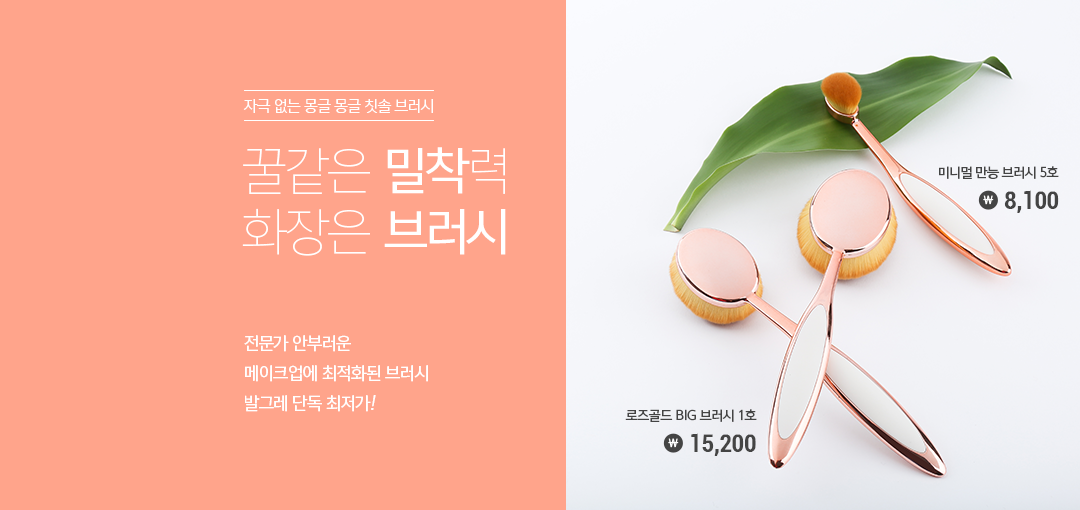 자극 없는 몽글 몽글 칫솔 브러시
꿀같은 밀착력
화장은 브러시
전문가 안부러운
메이크업에 최적화된 브러시
발그레 단독 최저가!
미니멀 만능 브러시 5호
₩ 8,100
로즈골드 BIG 브러시 1호
₩ 15,200